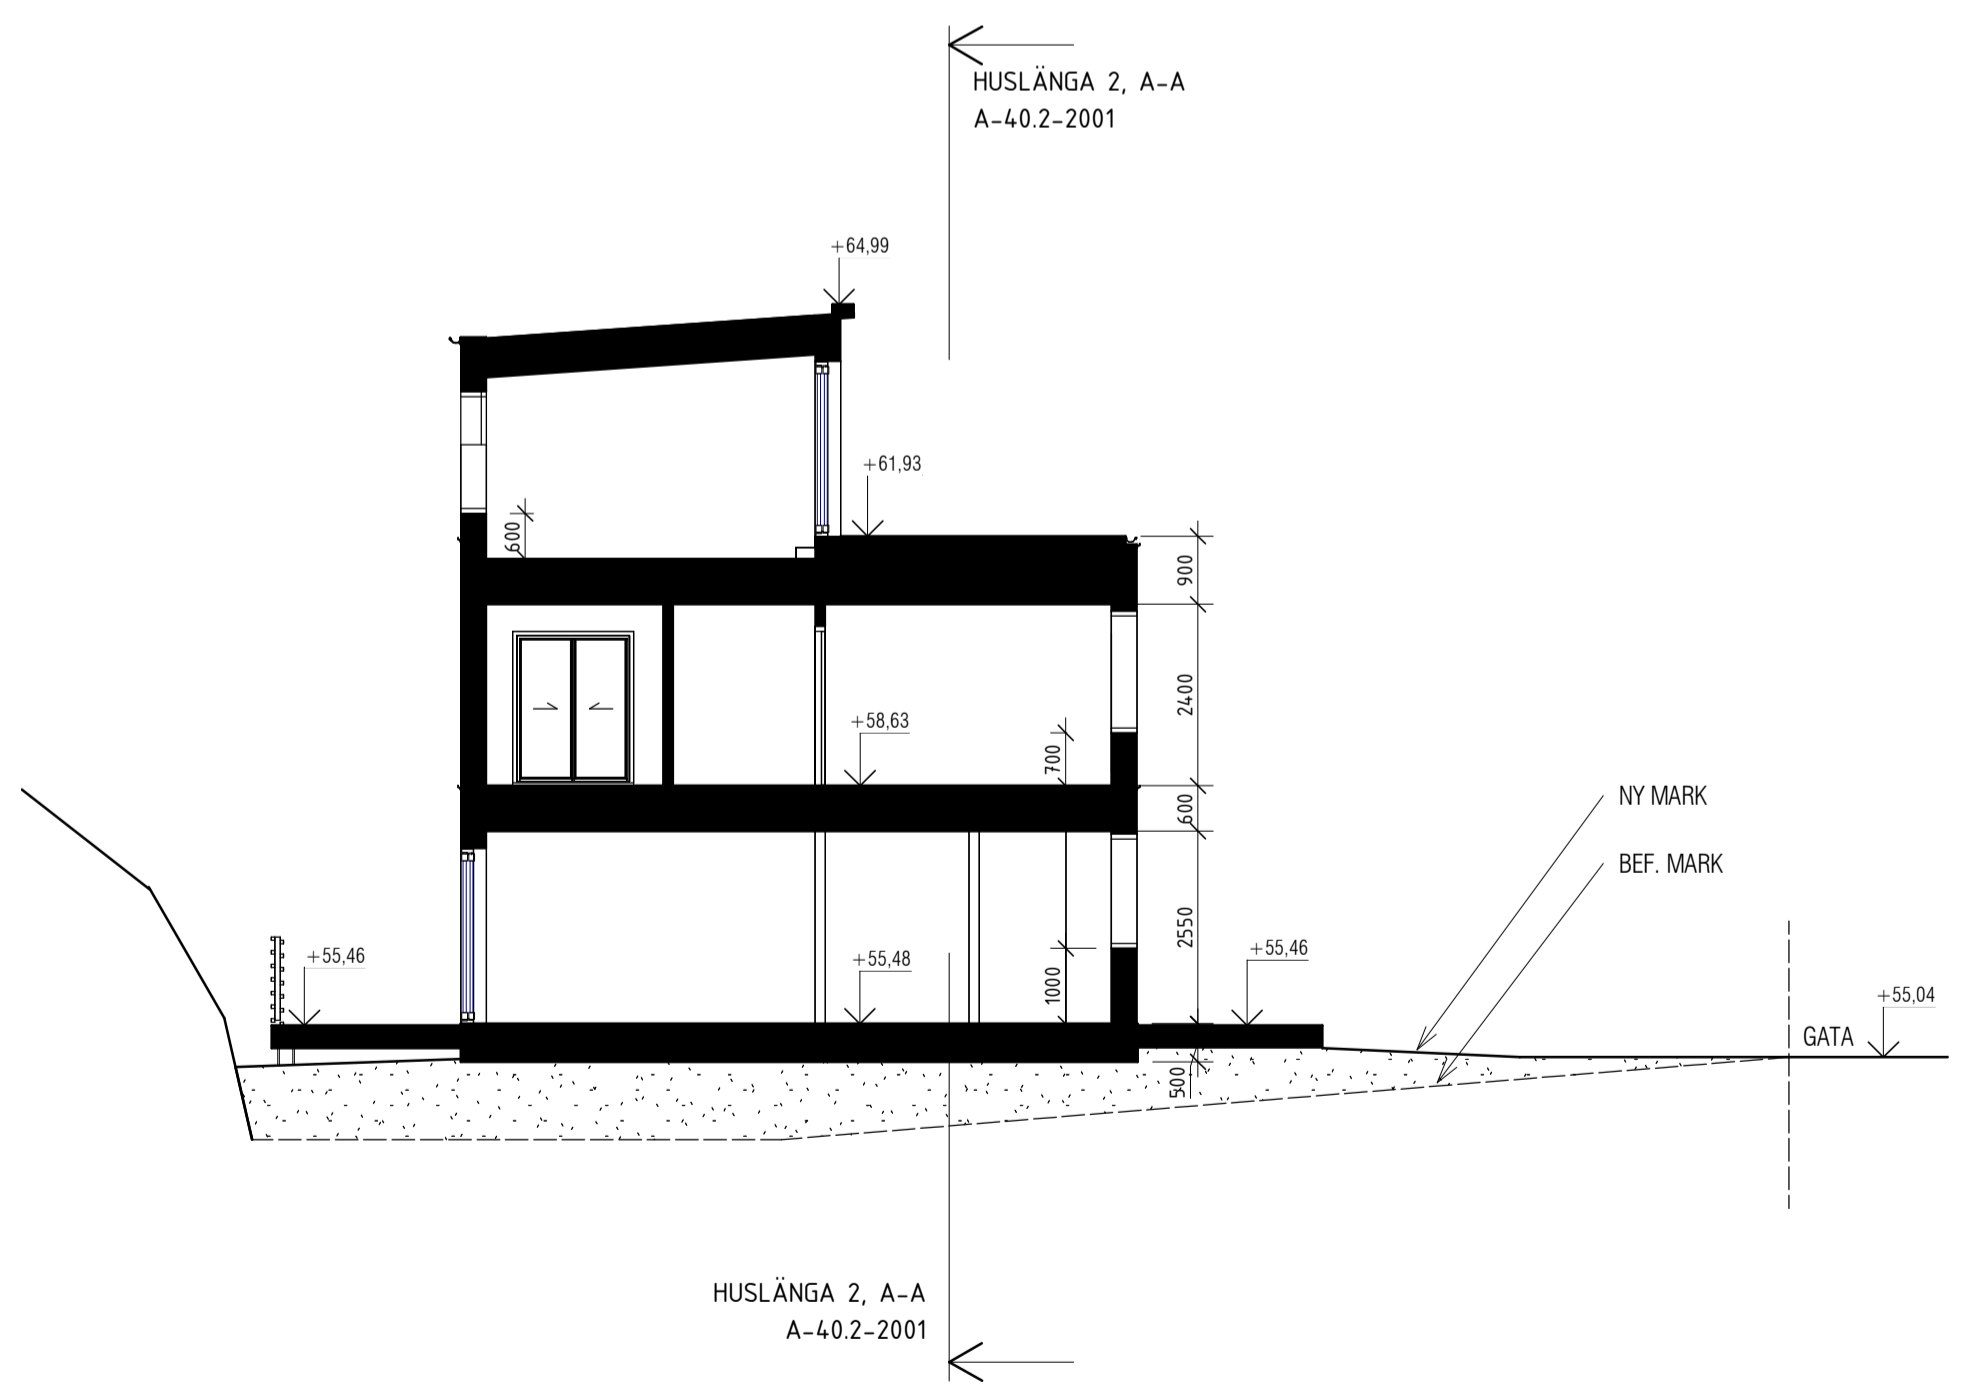 HUSLÄNGA 2, A-A
A-40.2-2001
+64,99
+61,93
600
900
2400
+58,63
700
600
NY MARK
BEF. MARK
2550
+55,46
+55,48
1000
+55,46
+55,04
GATA
500
HUSLÄNGA 2, A-A
A-40.2-2001